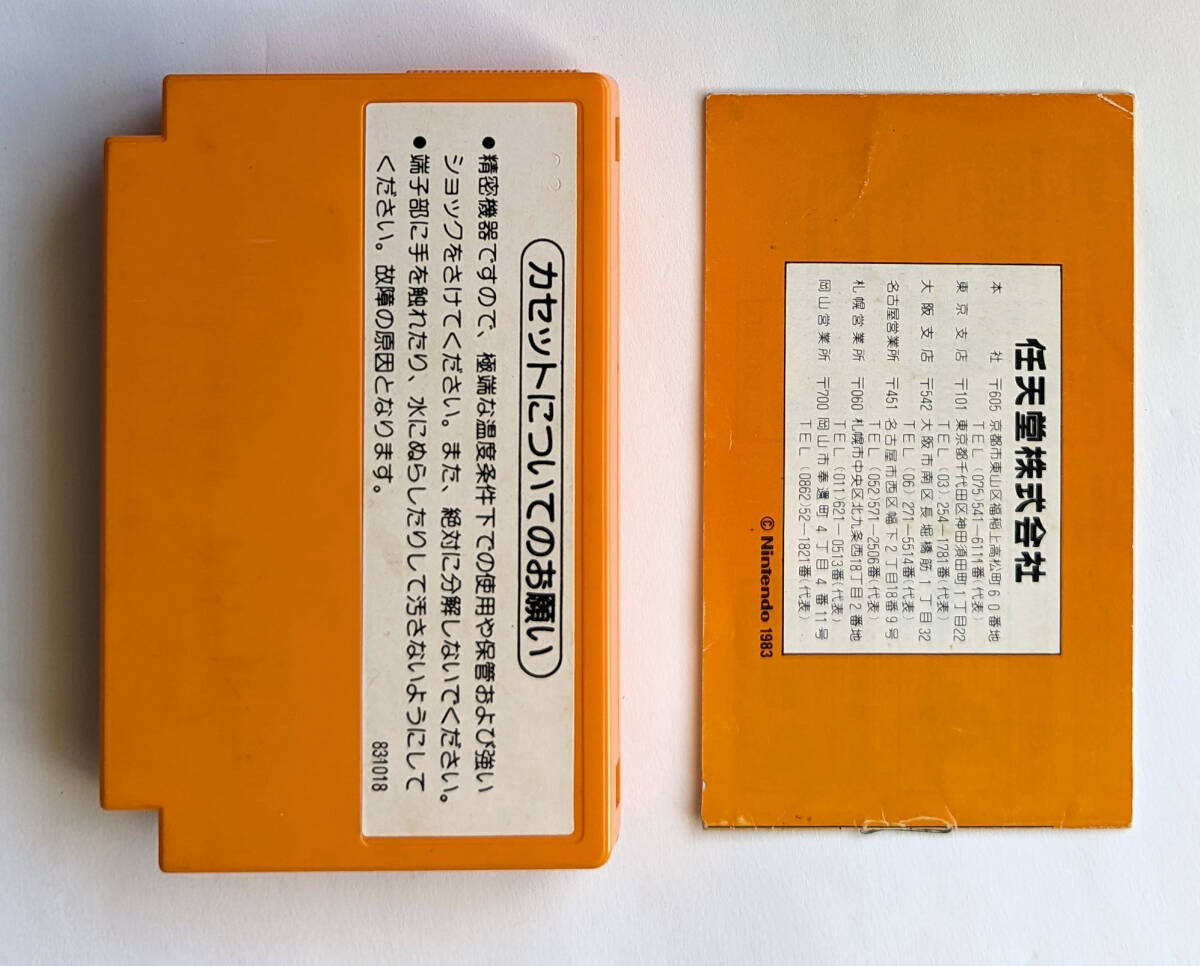 カセットについてのお願い
●精密機器ですので、極端な温度条件下での使用や保管および強い
ショックをさけてください。また、絶対に分解しないでください。
●端子部に手を触れたり、水にぬらしたりして汚さないようにして
ください。故障の原因となります。
831018
任天堂株式会社
本社 〒605 京都市東山区福稲上高松町60番地
TEL (075)541-6111番(代表)
東京支店 〒101 東京都千代田区神田須田町1丁目22
TEL (03)254-1781番(代表)
大阪支店 〒542 大阪市南区長堀橋筋1丁目32
TEL (06)271-5514番(代表)
名古屋営業所 〒451 名古屋市西区幅下2丁目18番9号
TEL (052)571-2506番(代表)
札幌営業所 〒060 札幌市中央区北九条西18丁目2番地
TEL (011)621-0513番(代表)
岡山営業所 〒700 岡山市奉還町4丁目4番11号
TEL (0862)52-1821番(代表)
© Nintendo 1983